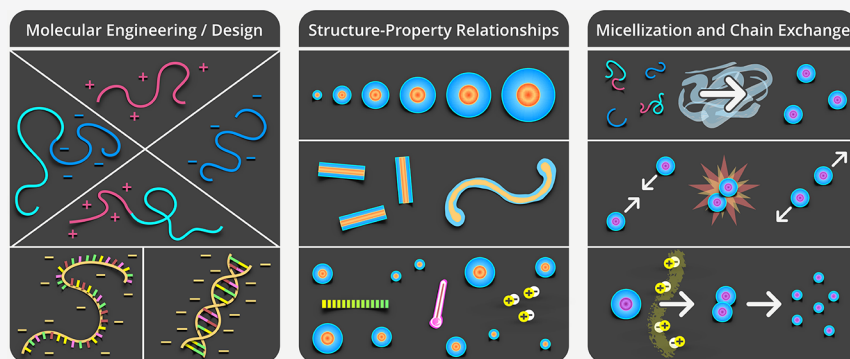 Molecular Engineering / Design
Structure-Property Relationships
Micellization and Chain Exchange